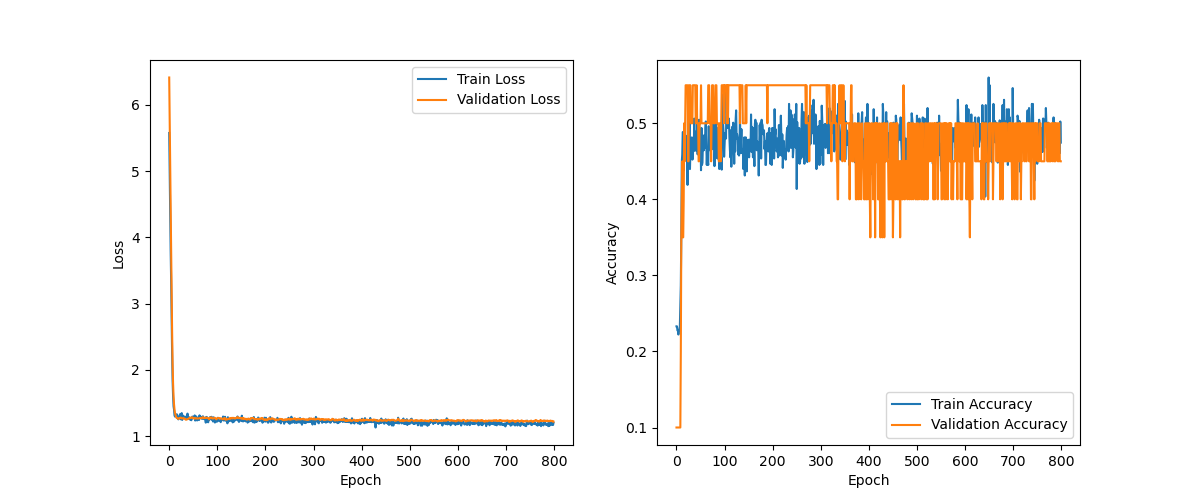 Train Loss
Validation Loss
6
5
4
3
2
1
Loss
0 100 200 300 400 500 600 700 800
Epoch
0.5
0.4
0.3
0.2
0.1
Accuracy
Train Accuracy
Validation Accuracy
0 100 200 300 400 500 600 700 800
Epoch